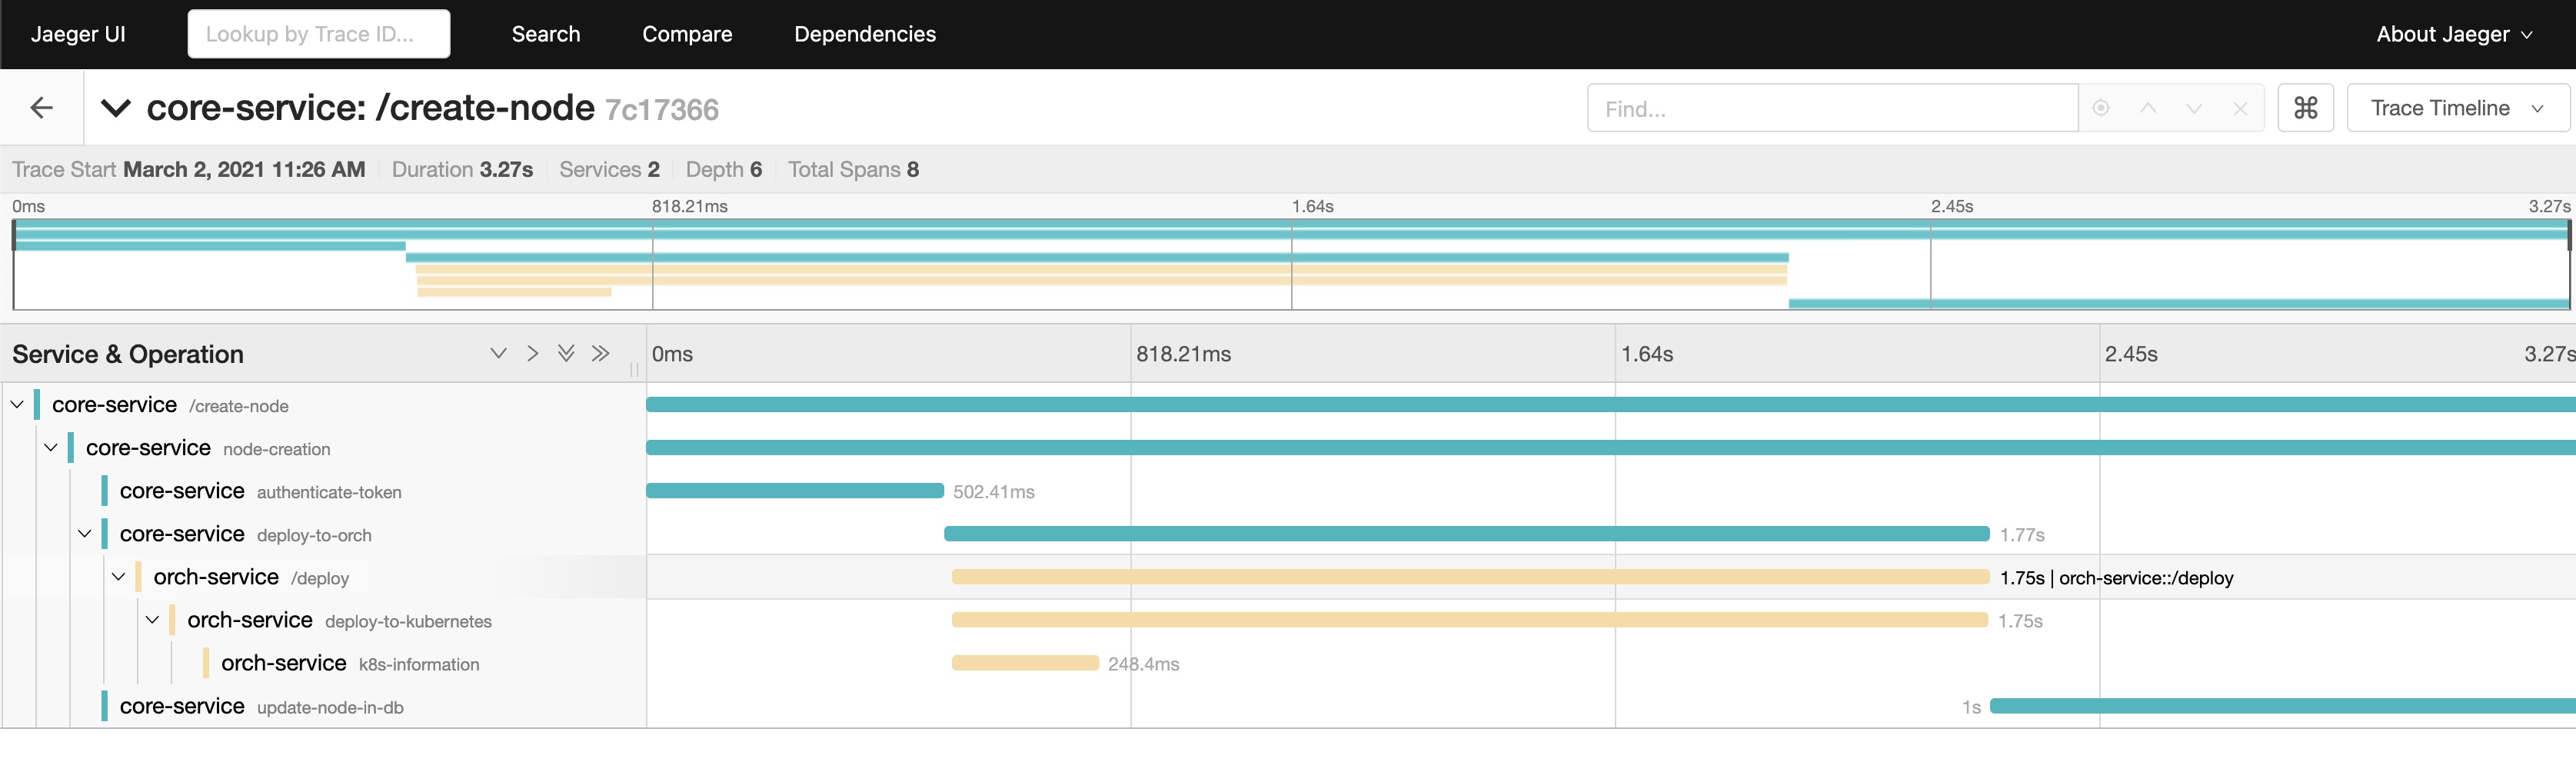 Jaeger UI Lookup by Trace ID... Search Compare Dependencies About Jaeger
core-service: /create-node 7c17366 Find... ⌘ Trace Timeline
Trace Start March 2, 2021 11:26 AM Duration 3.27s Services 2 Depth 6 Total Spans 8
0ms 818.21ms 1.64s 2.45s 3.27s
Service & Operation 0ms 818.21ms 1.64s 2.45s 3.27s
core-service /create-node
core-service node-creation
core-service authenticate-token 502.41ms
core-service deploy-to-orch 1.77s
orch-service /deploy 1.75s | orch-service::/deploy
orch-service deploy-to-kubernetes 1.75s
orch-service k8s-information 248.4ms
core-service update-node-in-db 1s